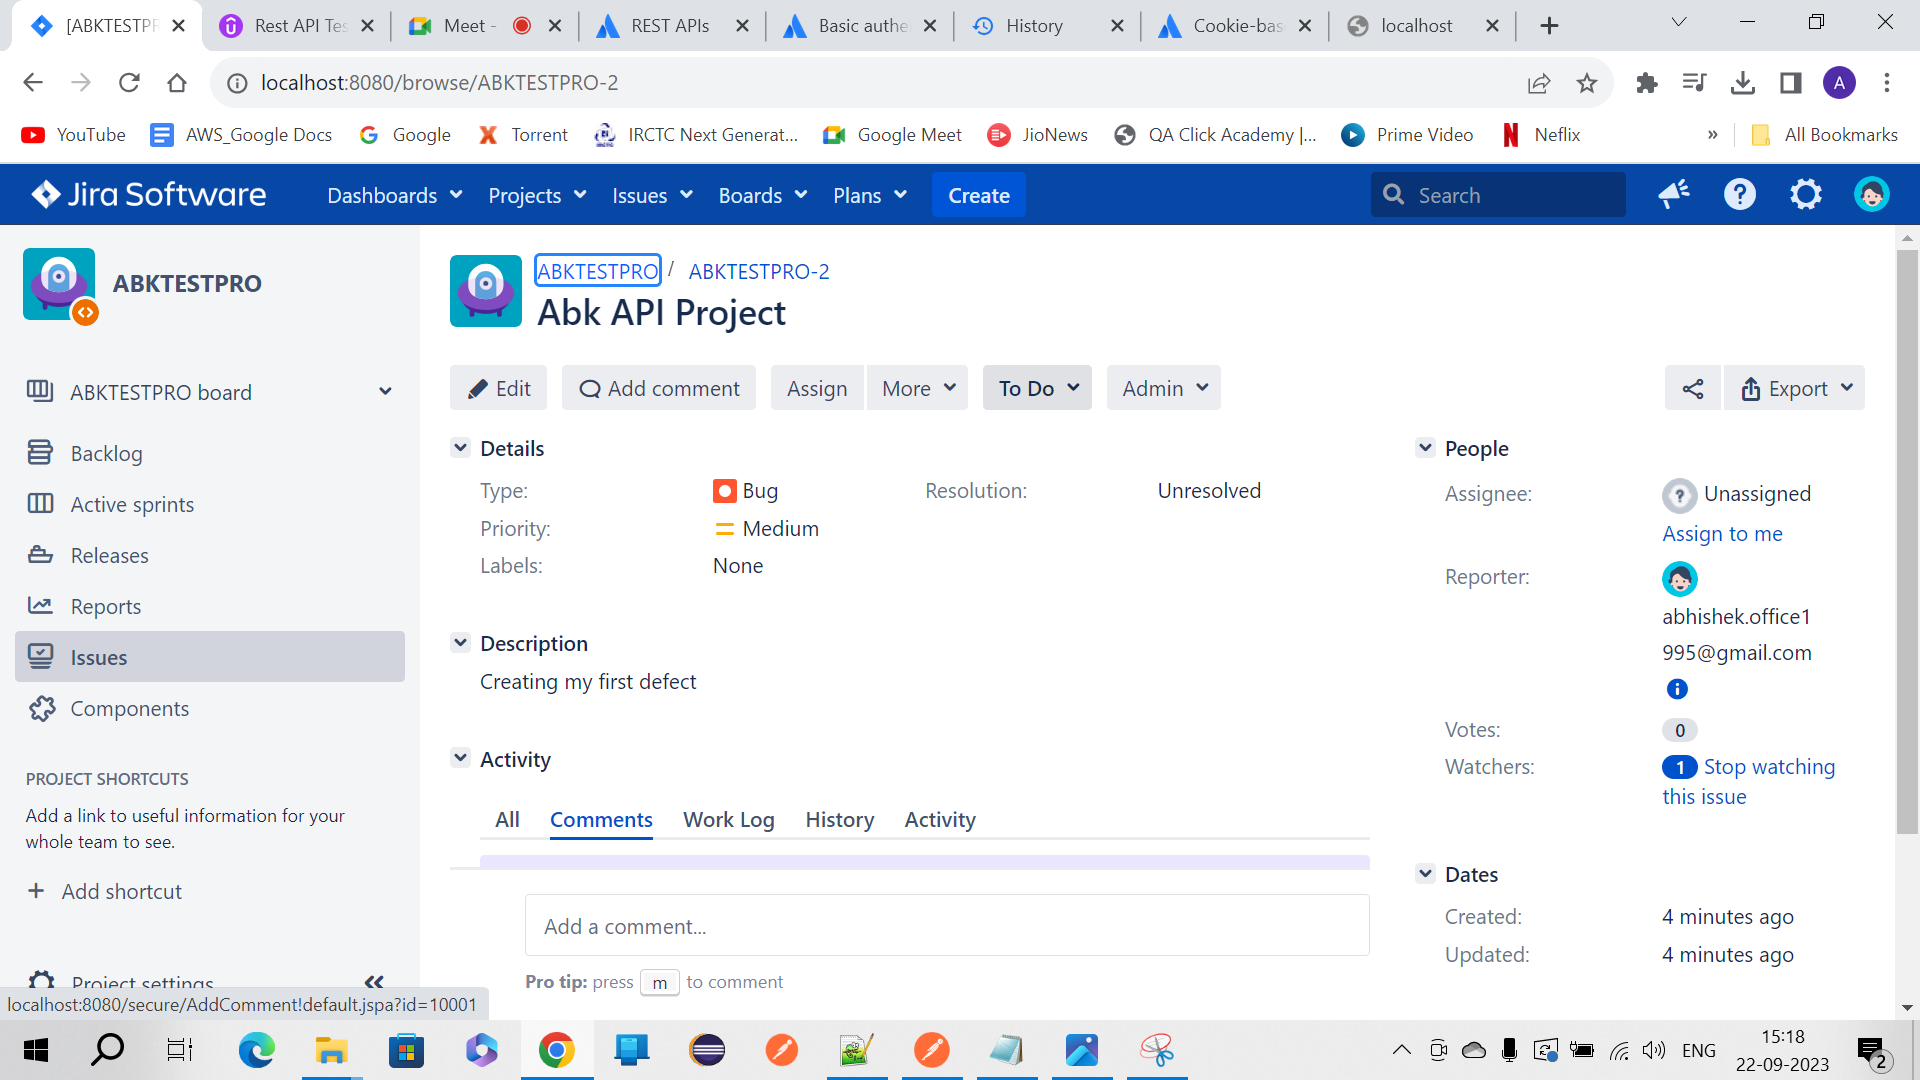 [ABKTESTPR
Rest API Tes
Meet -
REST APIs
Basic authe
History
Cookie-bas
localhost
localhost:8080/browse/ABKTESTPRO-2
A
YouTube
AWS_Google Docs
Google
Torrent
IRCTC Next Generat...
Google Meet
JioNews
QA Click Academy |...
Prime Video
Neflix
»
All Bookmarks
Jira Software
Dashboards
Projects
Issues
Boards
Plans
Create
Search
ABKTESTPRO
ABKTESTPRO board
Backlog
Active sprints
Releases
Reports
Issues
Components
PROJECT SHORTCUTS
Add a link to useful information for your
whole team to see.
+ Add shortcut
Project settings
localhost:8080/secure/AddComment!default.jspa?id=10001
ABKTESTPRO / ABKTESTPRO-2
Abk API Project
Edit
Add comment
Assign
More
To Do
Admin
Export
Details
Type: Bug
Resolution: Unresolved
Priority: Medium
Labels: None
Description
Creating my first defect
Activity
All
Comments
Work Log
History
Activity
Add a comment...
Pro tip: press m to comment
People
Assignee: Unassigned
Assign to me
Reporter:
abhishek.office1
995@gmail.com
Votes: 0
Watchers: 1 Stop watching
this issue
Dates
Created: 4 minutes ago
Updated: 4 minutes ago
ENG
15:18
22-09-2023
2